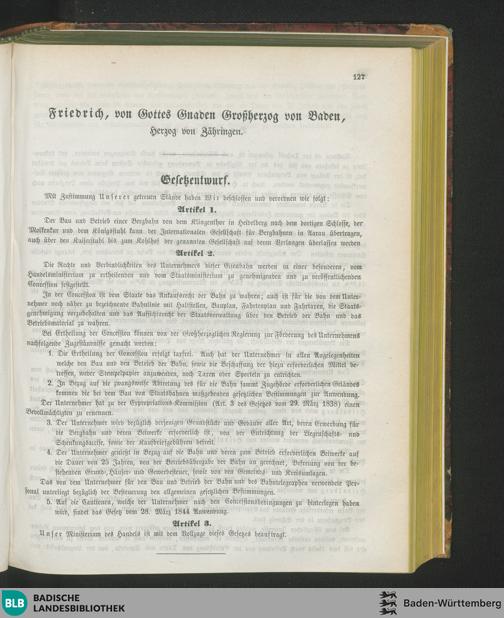 127
Friedrich, von Gottes Gnaden Großherzog von Baden,
Herzog von Zähringen.
Gesetzentwurf.
Mit Zustimmung Unserer getreuen Stände haben Wir beschlossen und verordnen wie folgt:
Artikel 1.
Der Bau und Betrieb einer Bergbahn von dem Klingenthor in Heidelberg nach dem dortigen Schlosse, der
Molkenkur und dem Königstuhl kann der Internationalen Gesellschaft für Bergbahnen in Aarau übertragen,
auch über den Kaiserstuhl bis zum Kohlhof der genannten Gesellschaft auf deren Verlangen überlassen werden
Artikel 2.
Die Rechte und Verbindlichkeiten des Unternehmers dieser Eisenbahn werden in einer besonderen, vom
Handelsministerium zu ertheilenden und vom Staatsministerium zu genehmigenden und zu veröffentlichenden
Concession festgestellt.
In der Concession ist dem Staate das Ankaufsrecht der Bahn zu wahren; auch ist für die von dem Unter-
nehmer noch näher zu bezeichnende Bahnlinie mit Haltstellen, Bauplan, Fahrtenplan und Fahrtaxen, die Staats-
genehmigung vorzubehalten und das Aufsichtsrecht der Staatsverwaltung über den Betrieb der Bahn und das
Betriebsmaterial zu wahren.
Bei Ertheilung der Concession können von der Großherzoglichen Regierung zur Förderung des Unternehmens
nachfolgende Zugeständnisse gemacht werden:
1. Die Ertheilung der Concession erfolgt taxfrei. Auch hat der Unternehmer in allen Angelegenheiten
welche den Bau und den Betrieb der Bahn, sowie die Beschaffung der hiezu erforderlichen Mittel be-
treffen, weder Stempelpapier anzuwenden, noch Taxen oder Sporteln zu entrichten.
2. In Bezug auf die zwangsweise Abtretung des für die Bahn sammt Zugehörde erforderlichen Geländes
kommen die bei dem Bau von Staatsbahnen maßgebenden gesetzlichen Bestimmungen zur Anwendung.
Der Unternehmer hat zu der Expropriations-Kommission (Art. 3 des Gesetzes vom 29. März 1838) einen
Bevollmächtigten zu ernennen.
3. Der Unternehmer wird bezüglich derjenigen Grundstücke und Gebäude aller Art, deren Erwerbung für
die Bergbahn und deren Beiwerke erforderlich ist, von der Entrichtung der Liegenschafts- und
Schenkungsaccise, sowie der Kaufbriefsgebühren befreit.
4. Der Unternehmer genießt in Bezug auf die Bahn und deren zum Betrieb erforderlichen Beiwerke auf
die Dauer von 25 Jahren, von der Betriebsübergabe der Bahn an gerechnet, Befreiung von der be-
stehenden Grund-, Häuser- und Gewerbsteuer, sowie von den Gemeinds- und Kreisumlagen.
Das von dem Unternehmer für den Bau und Betrieb der Bahn und des Bahntelegraphen verwendete Per-
sonal unterliegt bezüglich der Besteuerung den allgemeinen gesetzlichen Bestimmungen.
5. Auf die Cautionen, welche der Unternehmer nach den Concessionsbedingungen zu hinterlegen haben
wird, findet das Gesetz vom 28. März 1844 Anwendung.
Artikel 3.
Unser Ministerium des Handels ist mit dem Vollzuge dieses Gesetzes beauftragt.
BLB
BADISCHE
LANDESBIBLIOTHEK
Baden-Württemberg